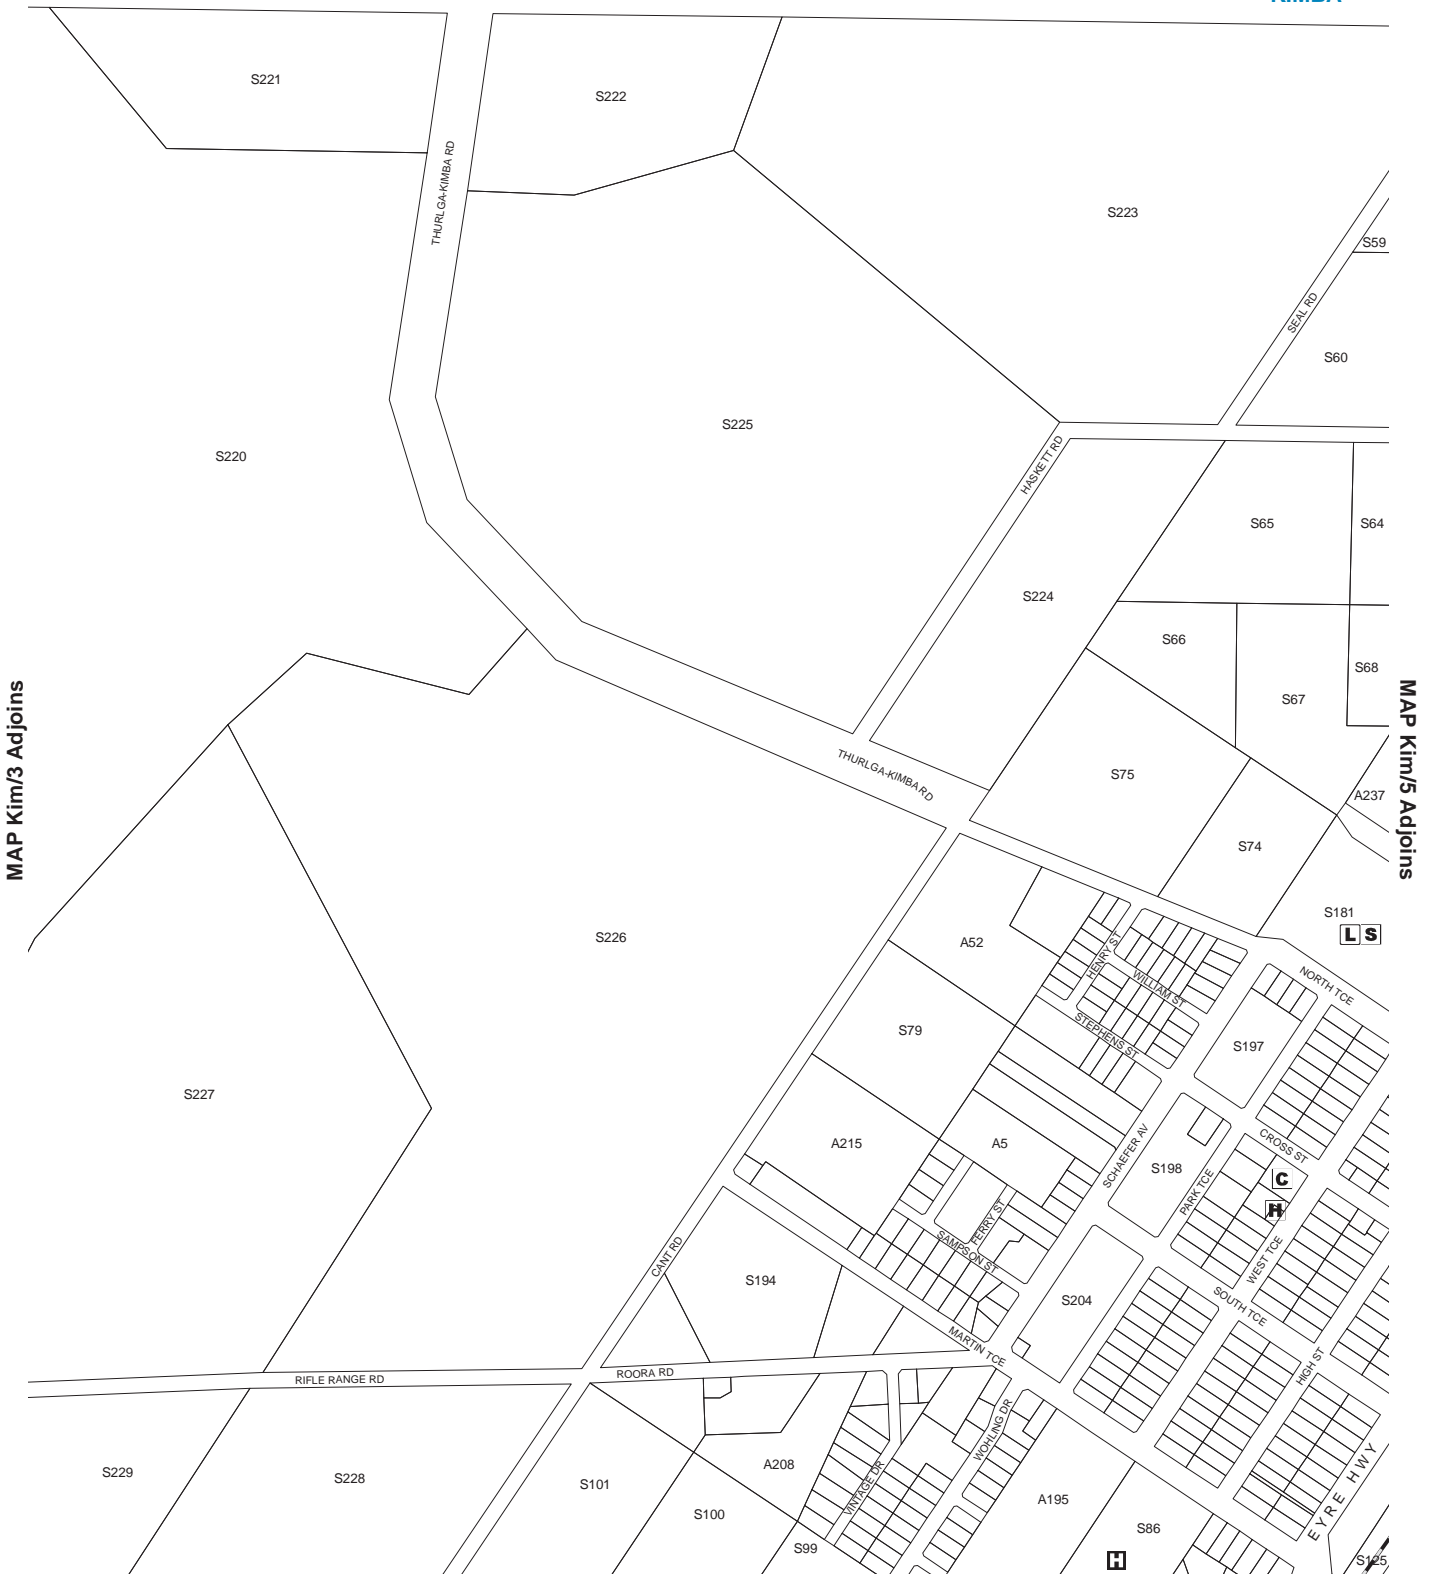 S221
S222
THURLGA-KIMBA RD
S223
S59
SEAL RD
S60
S225
S220
HASKETT RD
S65
S64
S224
S66
S68
S67
MAP Kim/3 Adjoins
MAP Kim/5 Adjoins
THURLGA-KIMBA RD
S75
A237
S74
S181
L S
A52
S226
HENRY ST
WILLIAM ST
NORTH TCE
STEPHENS ST
S79
S197
S227
A215
A5
SCHAEFER AV
S198
CROSS ST
C
PARK TCE
H
FERRY ST
SAMPSON ST
WEST TCE
CANT RD
S194
S204
SOUTH TCE
MARTIN TCE
HIGH ST
RIFLE RANGE RD
ROORA RD
WOHLING DR
S229
S228
S101
A208
VINTAGE DR
A195
EYRE HWY
S100
S86
S99
H
S125